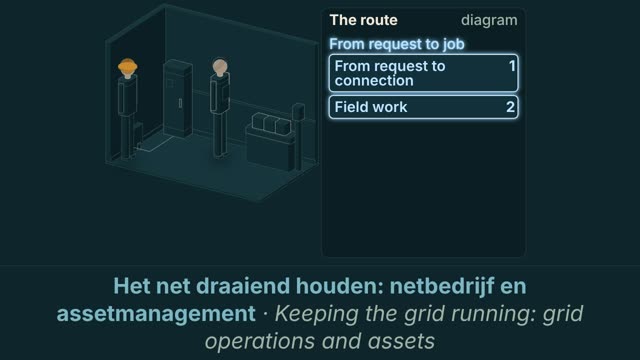 The route diagram
From request to job
From request to 1
connection
Field work 2
Het net draaiend houden: netbedrijf en
assetmanagement · Keeping the grid running: grid
operations and assets